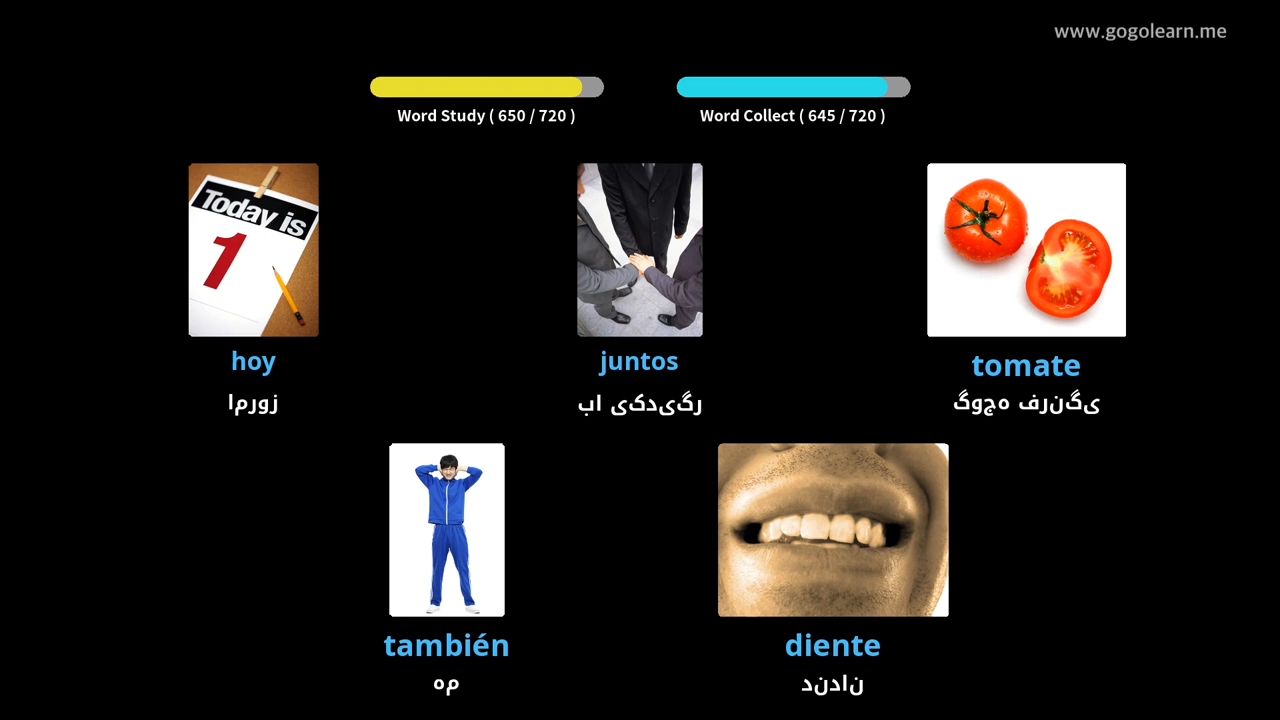 www.gogolearn.me
Word Study ( 650 / 720 )
Word Collect ( 645 / 720 )
Today is
1
hoy
juntos
tomate
امروز
با یکدیگر
گوجه فرنگی
también
diente
هم
دندان